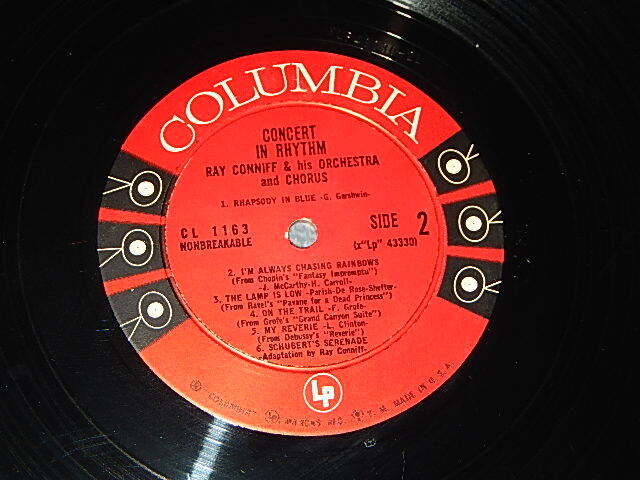 COLUMBIA
CONCERT
IN RHYTHM
RAY CONNIFF & his ORCHESTRA
and CHORUS
1. RHAPSODY IN BLUE -G. Gershwin-
CL 1163
NONBREAKABLE
SIDE 2
(x"Lp" 43330)
2. I'M ALWAYS CHASING RAINBOWS
(From Chopin's "Fantasy Impromptu")
-J. McCarthy-H. Carroll-
3. THE LAMP IS LOW -Parish-De Rose-Shefter-
(From Ravel's "Pavane for a Dead Princess")
4. ON THE TRAIL -F. Grofe-
(From Grofe's "Grand Canyon Suite")
5. MY REVERIE -L. Clinton-
(From Debussy's "Reverie")
6. SCHUBERT'S SERENADE
-Adaptation by Ray Conniff-
Lp
"COLUMBIA" MARCAS REG. T. M. MADE IN U. S. A.